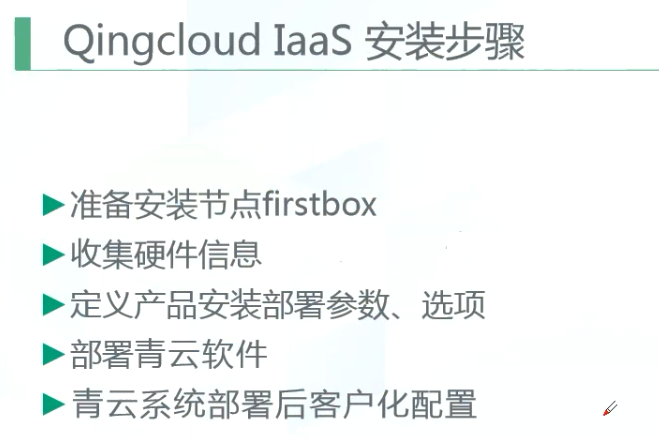 Qingcloud IaaS 安装步骤
准备安装节点firstbox
收集硬件信息
定义产品安装部署参数、选项
部署青云软件
青云系统部署后客户化配置